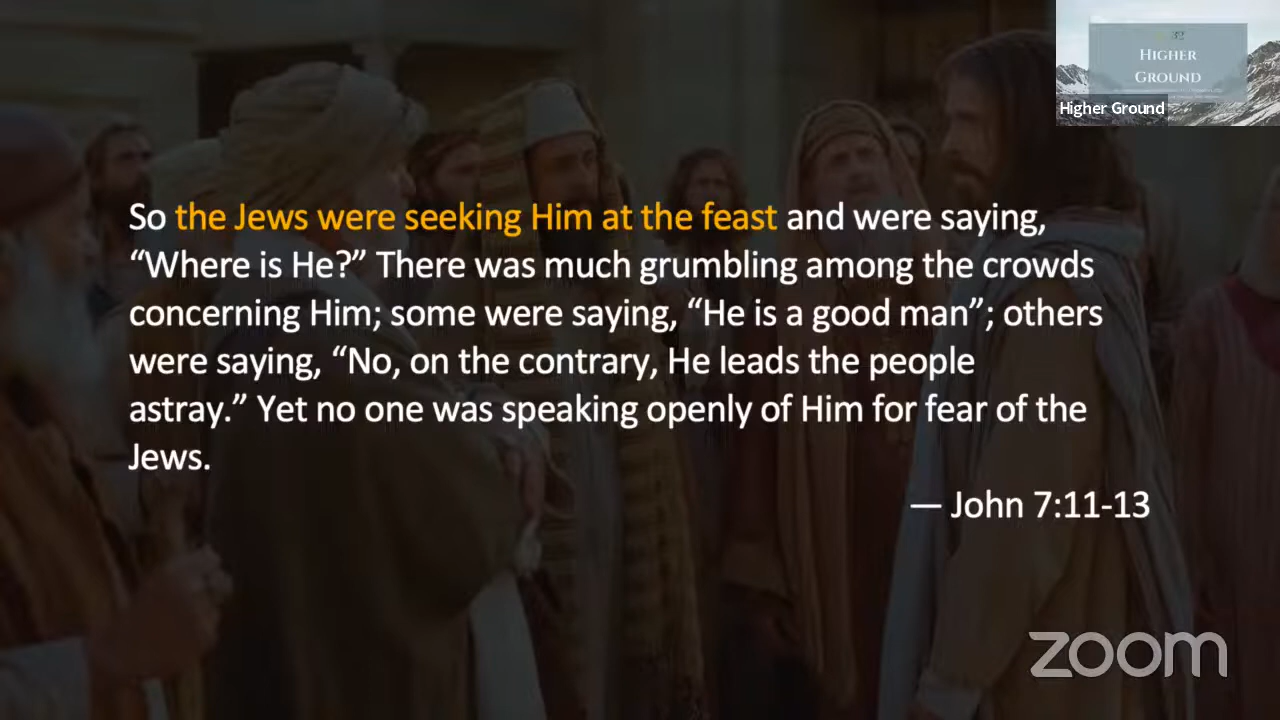 Higher
Ground
Higher Ground
So the Jews were seeking Him at the feast and were saying,
“Where is He?” There was much grumbling among the crowds
concerning Him; some were saying, “He is a good man”; others
were saying, “No, on the contrary, He leads the people
astray.” Yet no one was speaking openly of Him for fear of the
Jews.
— John 7:11-13
zoom